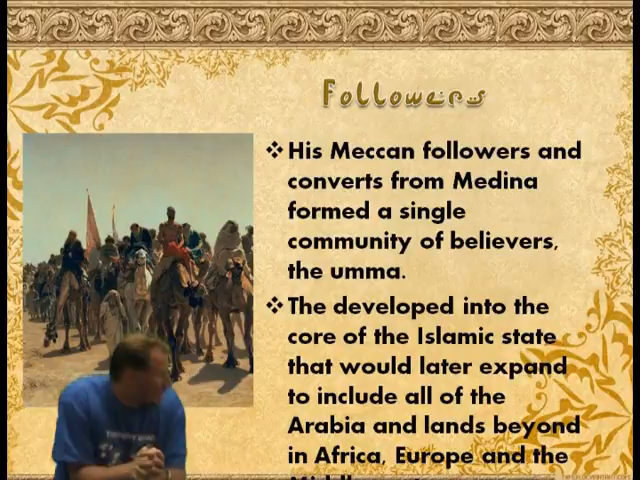 Followers
His Meccan followers and
converts from Medina
formed a single
community of believers,
the umma.
The developed into the
core of the Islamic state
that would later expand
to include all of the
Arabia and lands beyond
in Africa, Europe and the